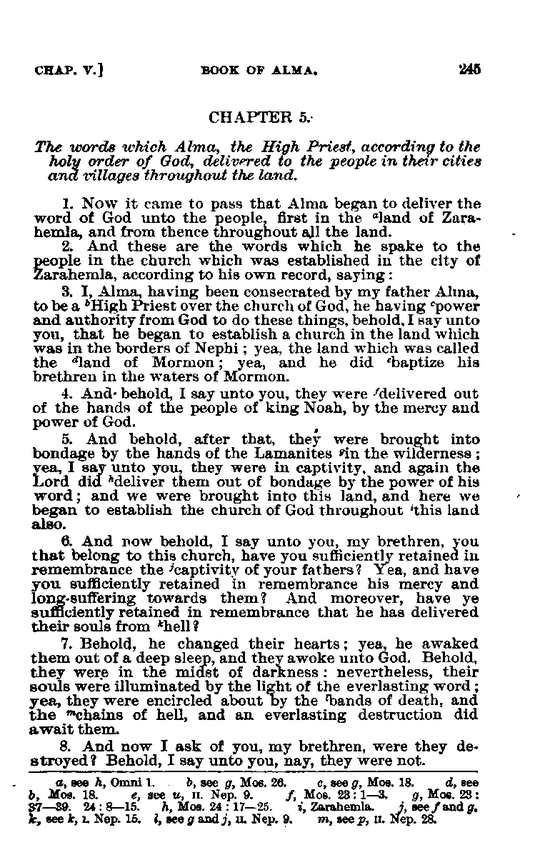 CHAP. V.] BOOK OF ALMA. 245
CHAPTER 5.
The words which Alma, the High Priest, according to the
holy order of God, delivered to the people in their cities
and villages throughout the land.
1. Now it came to pass that Alma began to deliver the
word of God unto the people, first in the ᵃland of Zara-
hemla, and from thence throughout all the land.
2. And these are the words which he spake to the
people in the church which was established in the city of
Zarahemla, according to his own record, saying:
3. I, Alma, having been consecrated by my father Alma,
to be a ᵇHigh Priest over the church of God, he having ᶜpower
and authority from God to do these things, behold, I say unto
you, that he began to establish a church in the land which
was in the borders of Nephi; yea, the land which was called
the ᵈland of Mormon; yea, and he did ᵉbaptize his
brethren in the waters of Mormon.
4. And behold, I say unto you, they were ᶠdelivered out
of the hands of the people of king Noah, by the mercy and
power of God.
5. And behold, after that, they were brought into
bondage by the hands of the Lamanites ᵍin the wilderness;
yea, I say unto you, they were in captivity, and again the
Lord did ʰdeliver them out of bondage by the power of his
word; and we were brought into this land, and here we
began to establish the church of God throughout ⁱthis land
also.
6. And now behold, I say unto you, my brethren, you
that belong to this church, have you sufficiently retained in
remembrance the ʲcaptivity of your fathers? Yea, and have
you sufficiently retained in remembrance his mercy and
long-suffering towards them? And moreover, have ye
sufficiently retained in remembrance that he has delivered
their souls from ᵏhell?
7. Behold, he changed their hearts; yea, he awaked
them out of a deep sleep, and they awoke unto God. Behold,
they were in the midst of darkness: nevertheless, their
souls were illuminated by the light of the everlasting word;
yea, they were encircled about by the ˡbands of death, and
the ᵐchains of hell, and an everlasting destruction did
await them.
8. And now I ask of you, my brethren, were they de-
stroyed? Behold, I say unto you, nay, they were not.
a, see h, Omni 1. b, see g, Mos. 26. c, see g, Mos. 18. d, see
b, Mos. 18. e, see u, II. Nep. 9. f, Mos. 23:1—3. g, Mos. 23:
37—39. 24:8—15. h, Mos. 24:17—25. i, Zarahemla. j, see f and g.
k, see k, I. Nep. 15. l, see g and j, II. Nep. 9. m, see p, II. Nep. 28.